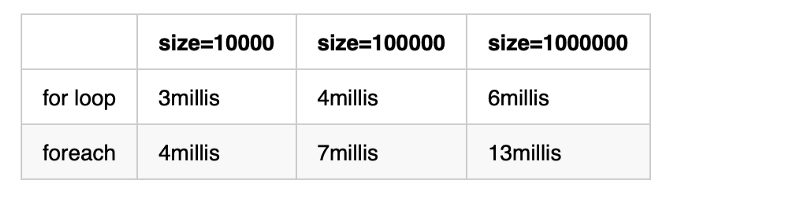 size=10000 size=100000 size=1000000
for loop 3millis 4millis 6millis
foreach 4millis 7millis 13millis